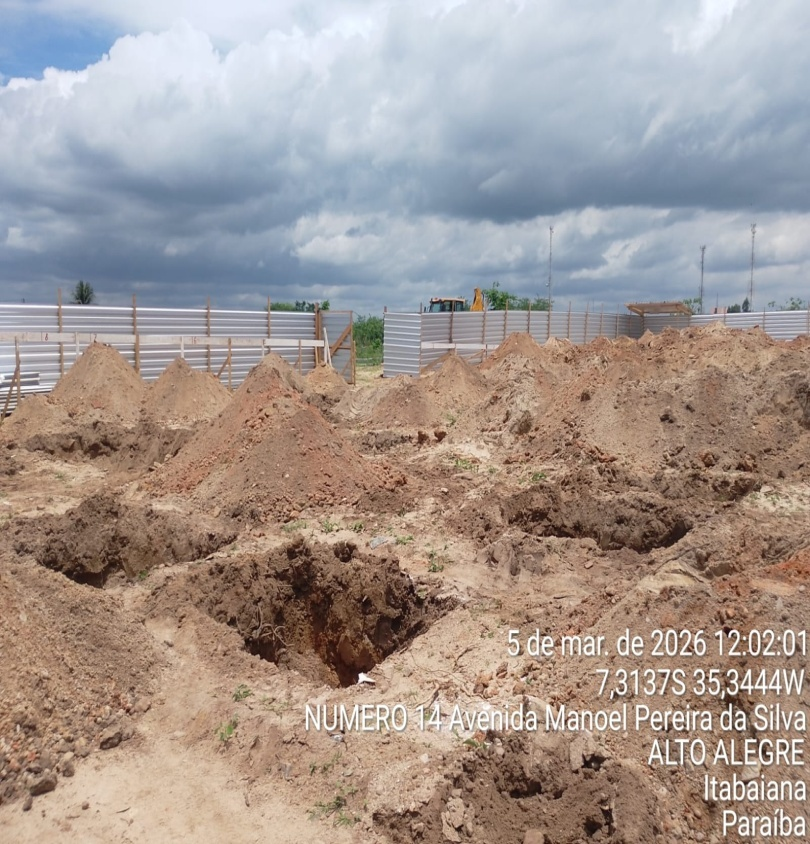 5 de mar. de 2026 12:02:01
7,3137S 35,3444W
NUMERO 14 Avenida Manoel Pereira da Silva
ALTO ALEGRE
Itabaiana
Paraíba